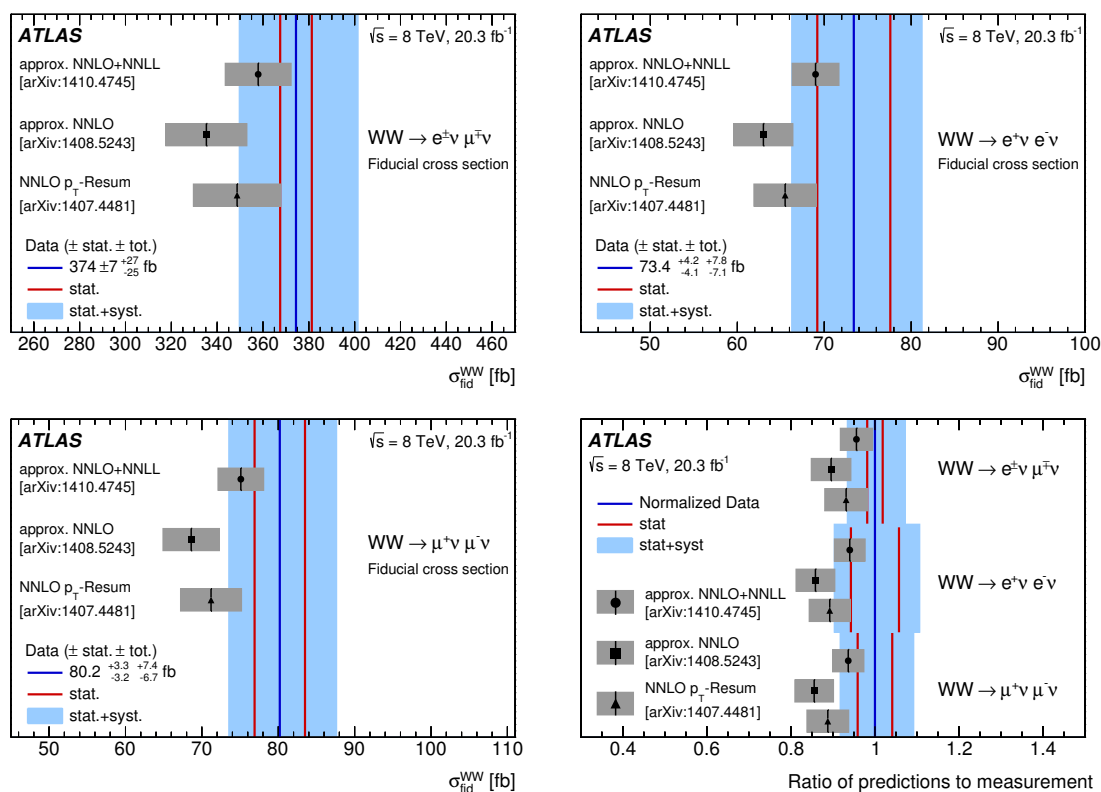 ATLAS
√s = 8 TeV, 20.3 fb⁻¹
approx. NNLO+NNLL
[arXiv:1410.4745]
approx. NNLO
[arXiv:1408.5243]
WW → e±ν μ∓ν
Fiducial cross section
NNLO p_T-Resum
[arXiv:1407.4481]
Data (± stat. ± tot.)
374 ±7 +27 -25 fb
stat.
stat.+syst.
260 280 300 320 340 360 380 400 420 440 460
σ_fid^WW [fb]
ATLAS
√s = 8 TeV, 20.3 fb⁻¹
approx. NNLO+NNLL
[arXiv:1410.4745]
approx. NNLO
[arXiv:1408.5243]
WW → e⁺ν e⁻ν
Fiducial cross section
NNLO p_T-Resum
[arXiv:1407.4481]
Data (± stat. ± tot.)
73.4 +4.2 -4.1 +7.8 -7.1 fb
stat.
stat.+syst.
50 60 70 80 90 100
σ_fid^WW [fb]
ATLAS
√s = 8 TeV, 20.3 fb⁻¹
approx. NNLO+NNLL
[arXiv:1410.4745]
approx. NNLO
[arXiv:1408.5243]
WW → μ⁺ν μ⁻ν
Fiducial cross section
NNLO p_T-Resum
[arXiv:1407.4481]
Data (± stat. ± tot.)
80.2 +3.3 -3.2 +7.4 -6.7 fb
stat.
stat.+syst.
50 60 70 80 90 100 110
σ_fid^WW [fb]
ATLAS
√s = 8 TeV, 20.3 fb⁻¹
WW → e±ν μ∓ν
Normalized Data
stat
stat+syst
WW → e⁺ν e⁻ν
approx. NNLO+NNLL
[arXiv:1410.4745]
approx. NNLO
[arXiv:1408.5243]
WW → μ⁺ν μ⁻ν
NNLO p_T-Resum
[arXiv:1407.4481]
0.4 0.6 0.8 1 1.2 1.4
Ratio of predictions to measurement